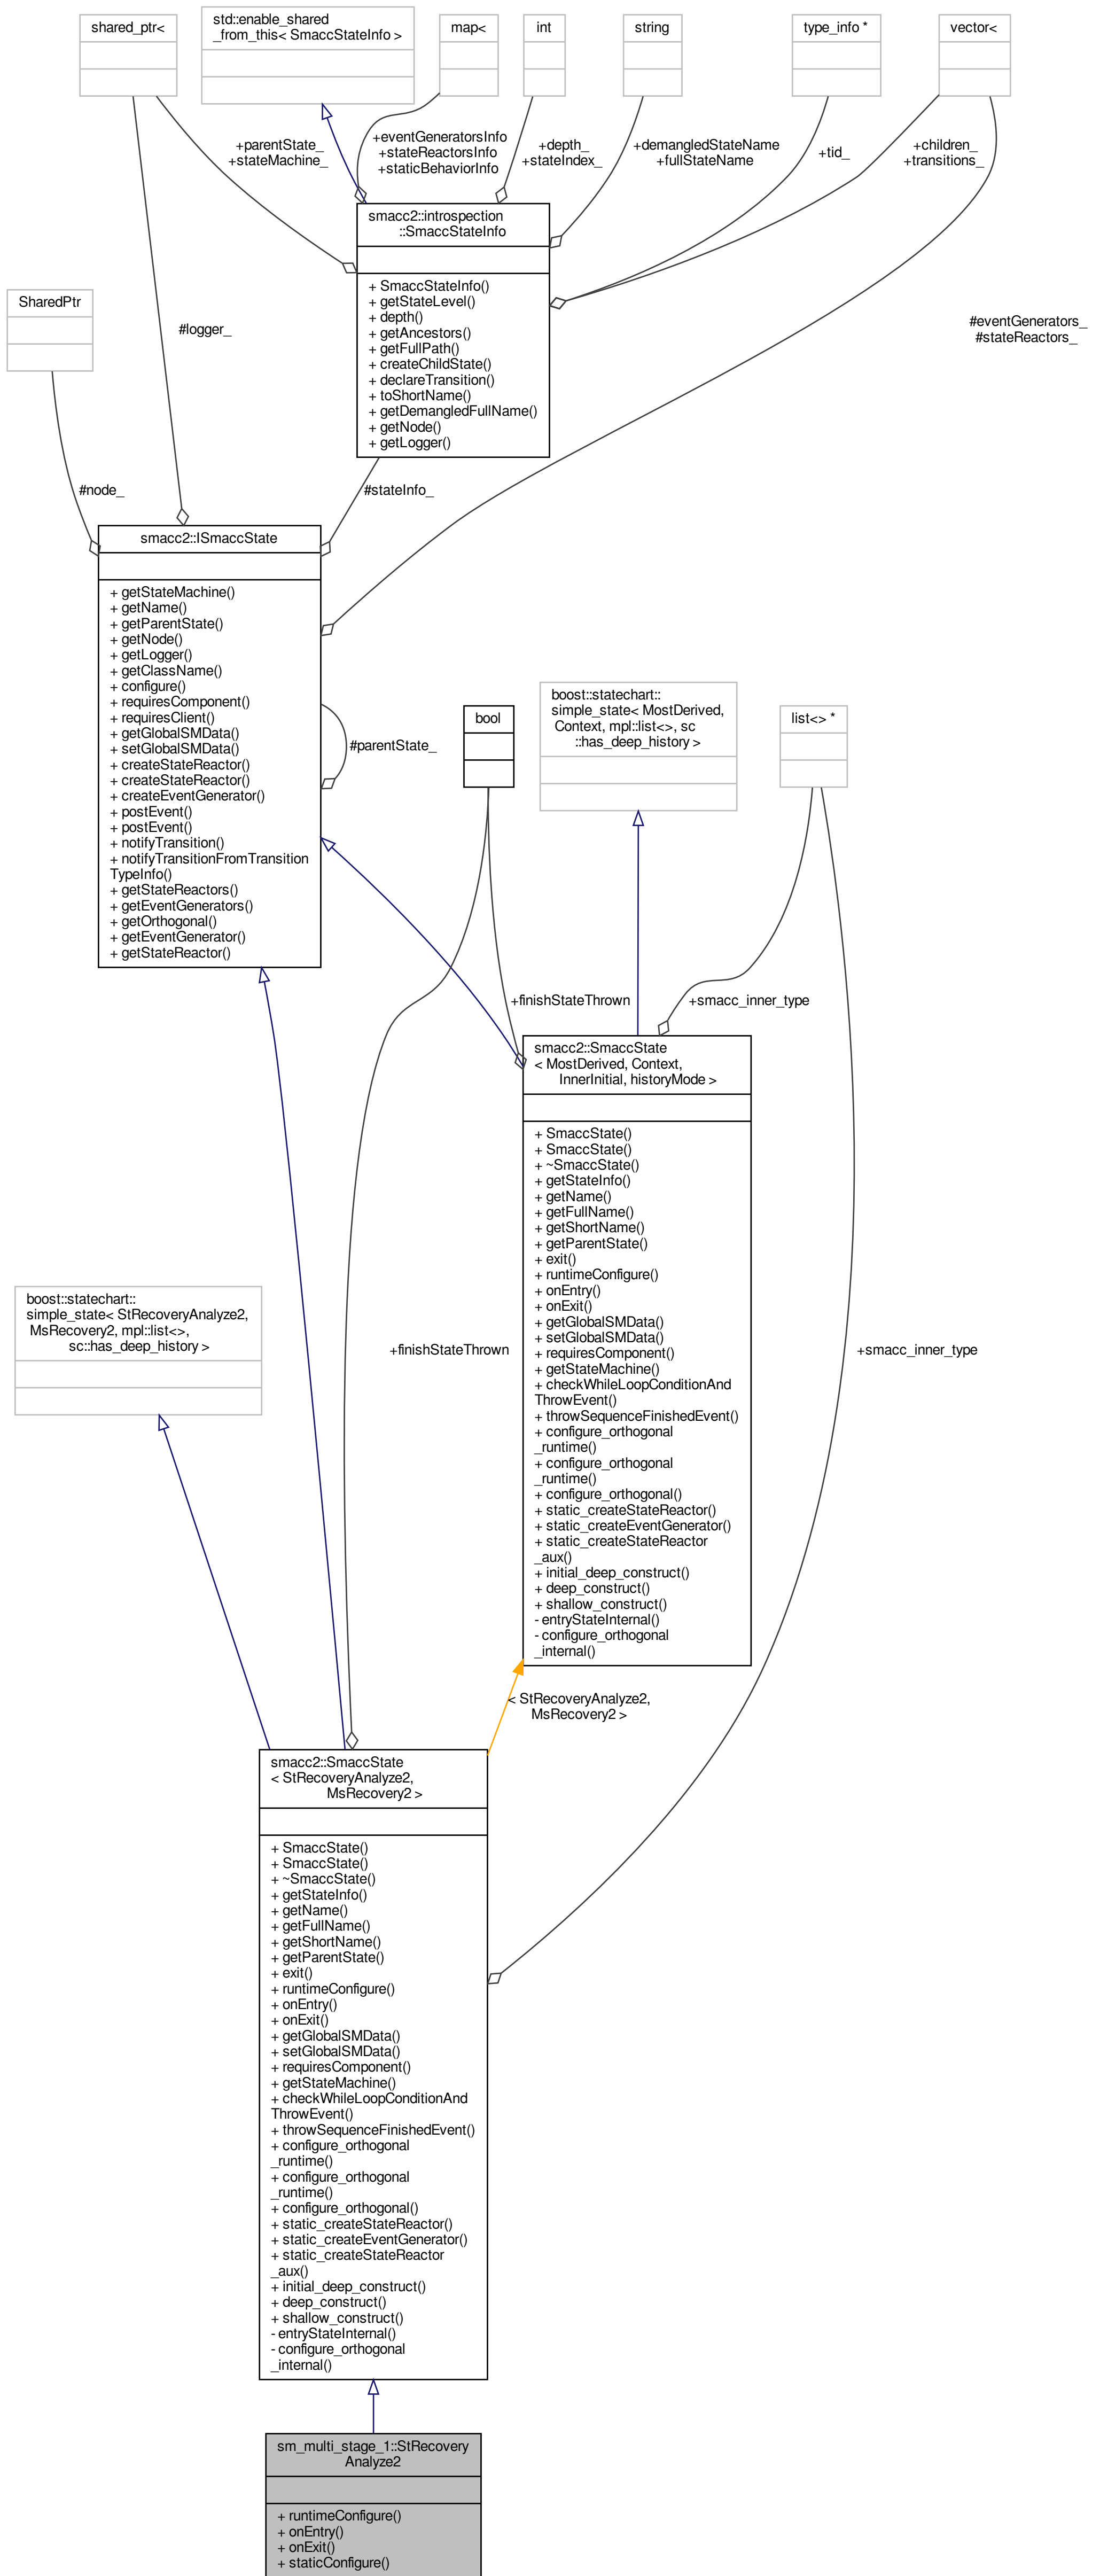 shared_ptr<
std::enable_shared
_from_this< SmaccStateInfo >
map<
int
string
type_info *
vector<
+parentState_
+stateMachine_
+eventGeneratorsInfo
+stateReactorsInfo
+staticBehaviorInfo
+depth_
+stateIndex_
+demangledStateName
+fullStateName
+tid_
+children_
+transitions_
smacc2::introspection
::SmaccStateInfo
+ SmaccStateInfo()
+ getStateLevel()
+ depth()
+ getAncestors()
+ getFullPath()
+ createChildState()
+ declareTransition()
+ toShortName()
+ getDemangledFullName()
+ getNode()
+ getLogger()
SharedPtr
#logger_
#eventGenerators_
#stateReactors_
#node_
#stateInfo_
smacc2::ISmaccState
+ getStateMachine()
+ getName()
+ getParentState()
+ getNode()
+ getLogger()
+ getClassName()
+ configure()
+ requiresComponent()
+ requiresClient()
+ getGlobalSMData()
+ setGlobalSMData()
+ createStateReactor()
+ createStateReactor()
+ createEventGenerator()
+ postEvent()
+ postEvent()
+ notifyTransition()
+ notifyTransitionFromTransition
TypeInfo()
+ getStateReactors()
+ getEventGenerators()
+ getOrthogonal()
+ getEventGenerator()
+ getStateReactor()
#parentState_
bool
boost::statechart::
simple_state< MostDerived,
Context, mpl::list<>, sc
::has_deep_history >
list<> *
+finishStateThrown
+smacc_inner_type
smacc2::SmaccState
< MostDerived, Context,
InnerInitial, historyMode >
+ SmaccState()
+ SmaccState()
+ ~SmaccState()
+ getStateInfo()
+ getName()
+ getFullName()
+ getShortName()
+ getParentState()
+ exit()
+ runtimeConfigure()
+ onEntry()
+ onExit()
+ getGlobalSMData()
+ setGlobalSMData()
+ requiresComponent()
+ getStateMachine()
+ checkWhileLoopConditionAnd
ThrowEvent()
+ throwSequenceFinishedEvent()
+ configure_orthogonal
_runtime()
+ configure_orthogonal
_runtime()
+ configure_orthogonal()
+ static_createStateReactor()
+ static_createEventGenerator()
+ static_createStateReactor
_aux()
+ initial_deep_construct()
+ deep_construct()
+ shallow_construct()
- entryStateInternal()
- configure_orthogonal
_internal()
boost::statechart::
simple_state< StRecoveryAnalyze2,
MsRecovery2, mpl::list<>,
sc::has_deep_history >
+finishStateThrown
+smacc_inner_type
< StRecoveryAnalyze2,
MsRecovery2 >
smacc2::SmaccState
< StRecoveryAnalyze2,
MsRecovery2 >
+ SmaccState()
+ SmaccState()
+ ~SmaccState()
+ getStateInfo()
+ getName()
+ getFullName()
+ getShortName()
+ getParentState()
+ exit()
+ runtimeConfigure()
+ onEntry()
+ onExit()
+ getGlobalSMData()
+ setGlobalSMData()
+ requiresComponent()
+ getStateMachine()
+ checkWhileLoopConditionAnd
ThrowEvent()
+ throwSequenceFinishedEvent()
+ configure_orthogonal
_runtime()
+ configure_orthogonal
_runtime()
+ configure_orthogonal()
+ static_createStateReactor()
+ static_createEventGenerator()
+ static_createStateReactor
_aux()
+ initial_deep_construct()
+ deep_construct()
+ shallow_construct()
- entryStateInternal()
- configure_orthogonal
_internal()
sm_multi_stage_1::StRecovery
Analyze2
+ runtimeConfigure()
+ onEntry()
+ onExit()
+ staticConfigure()